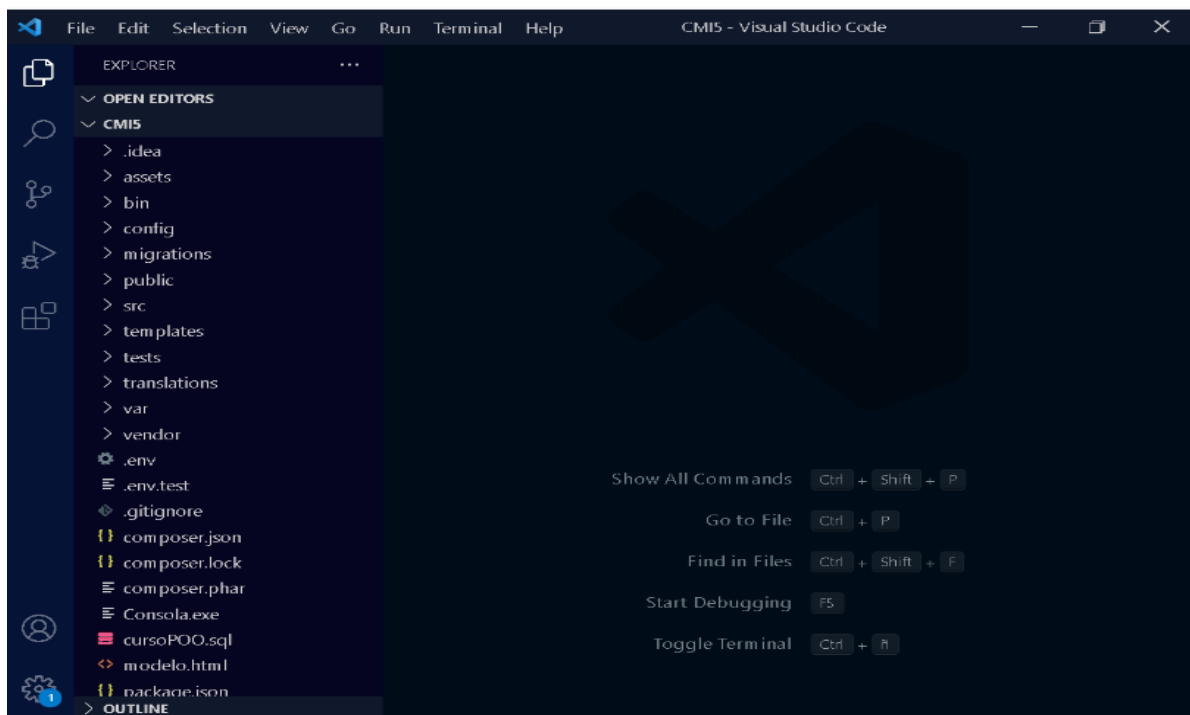 File Edit Selection View Go Run Terminal Help CMI5 - Visual Studio Code
EXPLORER ...
OPEN EDITORS
CMI5
.idea
assets
bin
config
migrations
public
src
templates
tests
translations
var
vendor
.env
.env.test
.gitignore
{} composer.json
{} composer.lock
composer.phar
Consola.exe
cursoPOO.sql
<> modelo.html
{} package.json
OUTLINE
1
Show All Commands Ctrl + Shift + P
Go to File Ctrl + P
Find in Files Ctrl + Shift + F
Start Debugging F5
Toggle Terminal Ctrl + ñ